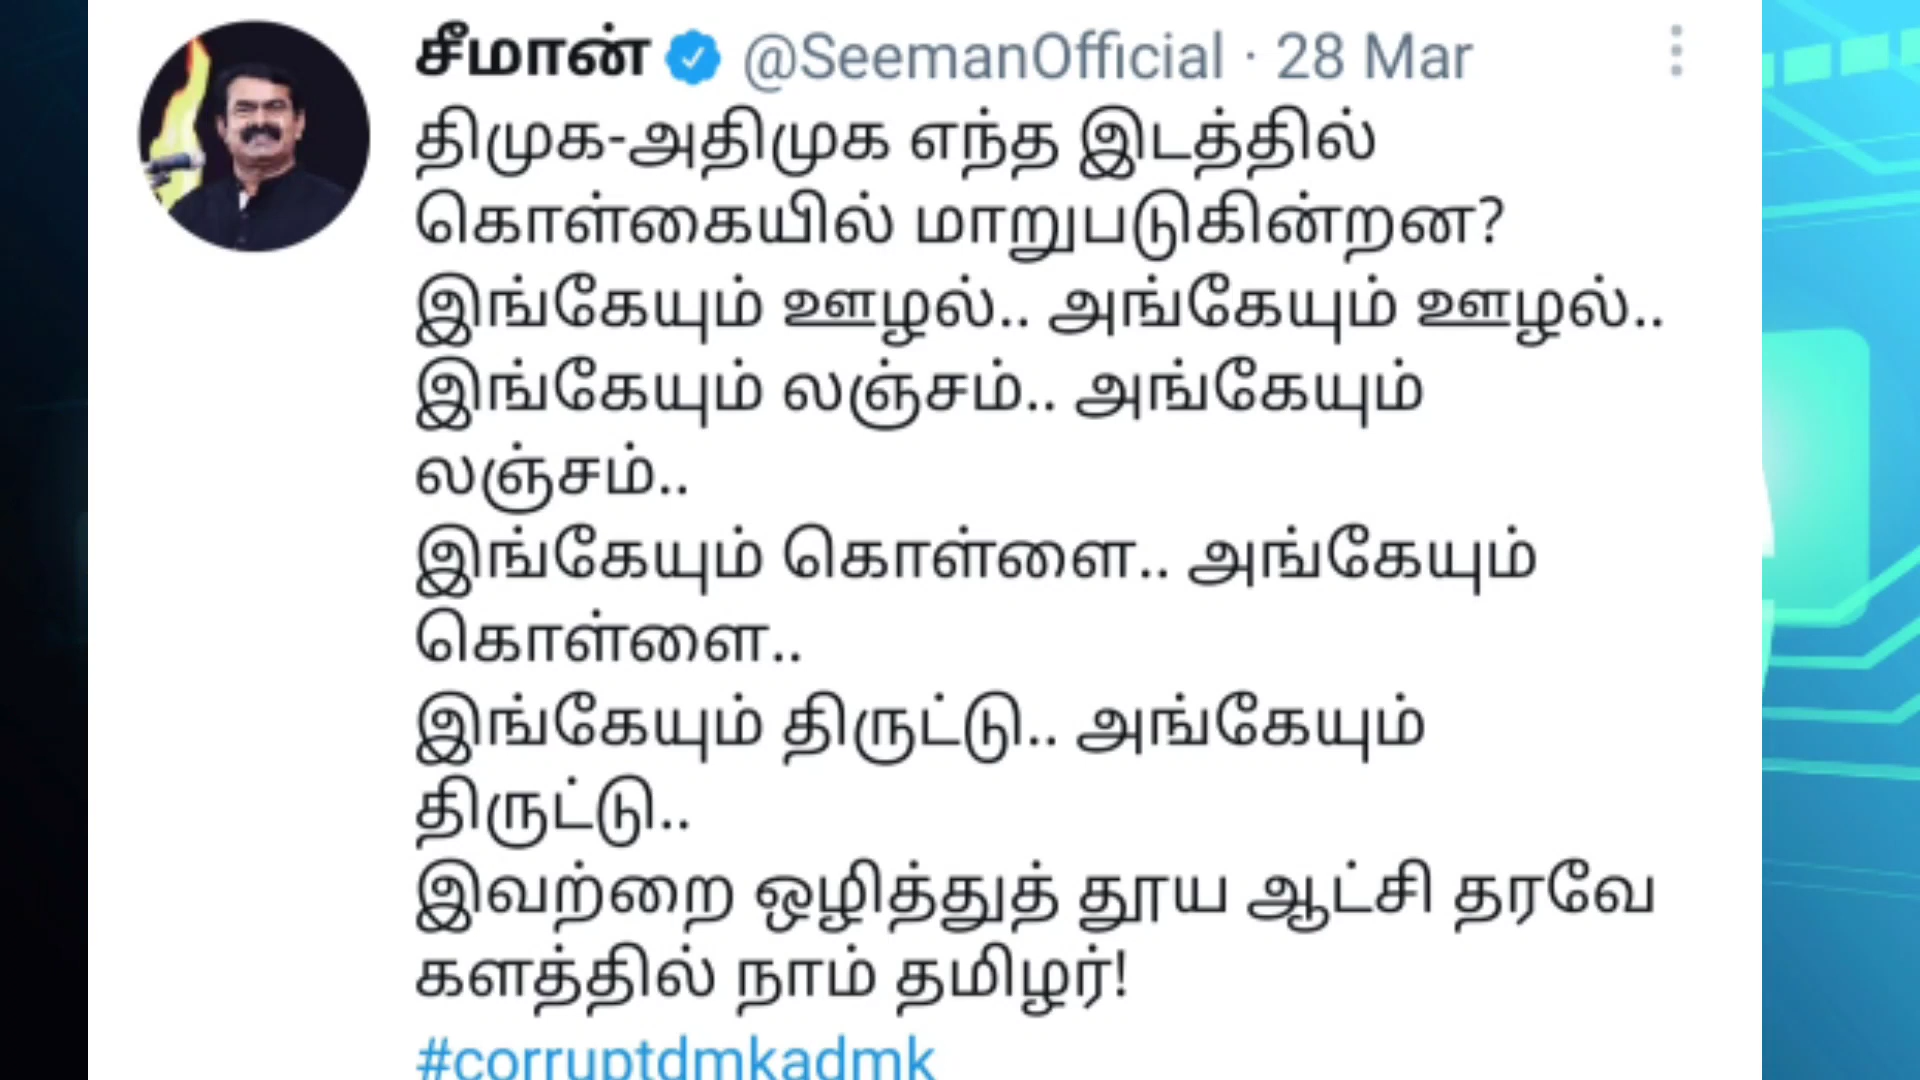 சீமான் @SeemanOfficial · 28 Mar
திமுக-அதிமுக எந்த இடத்தில்
கொள்கையில் மாறுபடுகின்றன?
இங்கேயும் ஊழல்.. அங்கேயும் ஊழல்..
இங்கேயும் லஞ்சம்.. அங்கேயும்
லஞ்சம்..
இங்கேயும் கொள்ளை.. அங்கேயும்
கொள்ளை..
இங்கேயும் திருட்டு.. அங்கேயும்
திருட்டு..
இவற்றை ஒழித்துத் தூய ஆட்சி தரவே
களத்தில் நாம் தமிழர்!
#corruptdmkadmk